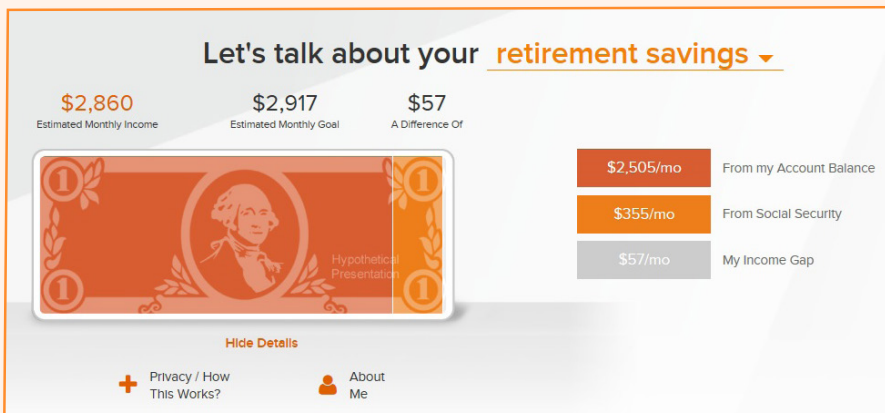 Let's talk about your retirement savings
$2,860 $2,917 $57
Estimated Monthly Income Estimated Monthly Goal A Difference Of
1 1
$2,505/mo From my Account Balance
$355/mo From Social Security
Hypothetical
Presentation
$57/mo My Income Gap
1 1
Hide Details
Privacy / How
This Works?
About
Me